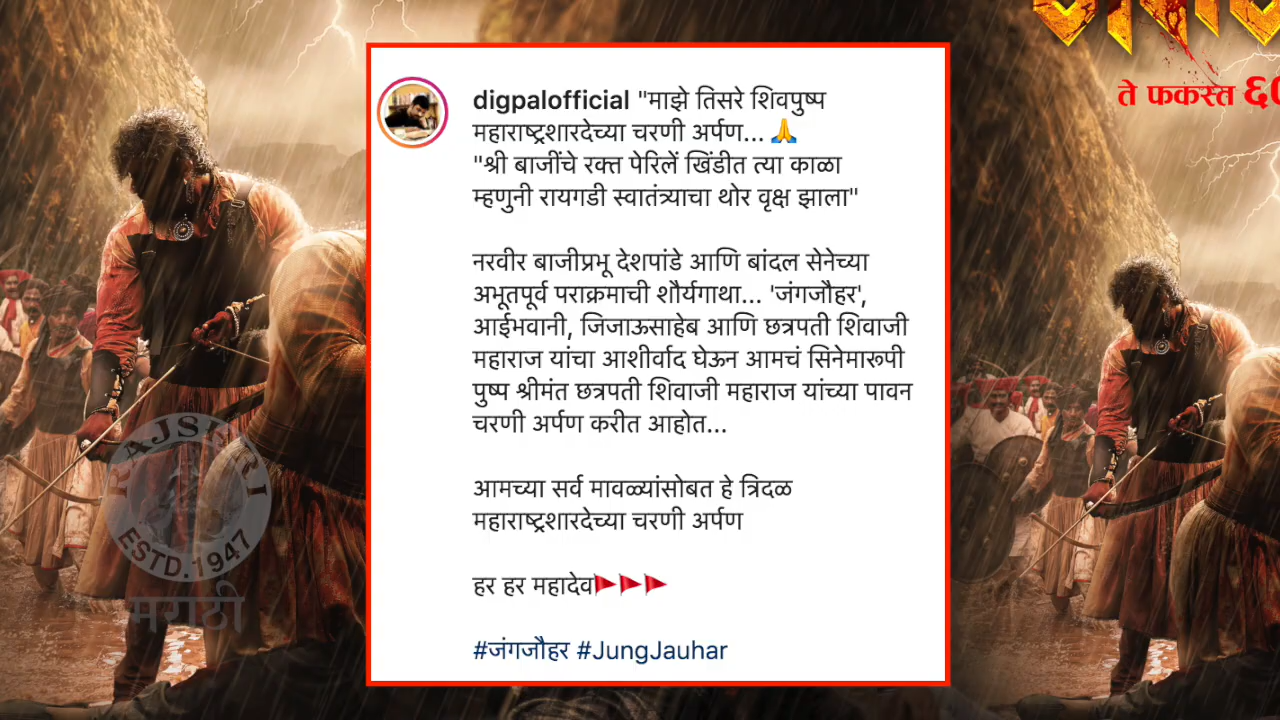 ते फक्स्त ६०
digpalofficial "माझे तिसरे शिवपुष्प
महाराष्ट्रशारदेच्या चरणी अर्पण... 🙏
"श्री बाजींचे रक्त पेरिलें खिंडीत त्या काळा
म्हणुनी रायगडी स्वातंत्र्याचा थोर वृक्ष झाला"
नरवीर बाजीप्रभू देशपांडे आणि बांदल सेनेच्या
अभूतपूर्व पराक्रमाची शौर्यगाथा... 'जंगजौहर',
आईभवानी, जिजाऊसाहेब आणि छत्रपती शिवाजी
महाराज यांचा आशीर्वाद घेऊन आमचं सिनेमारूपी
पुष्प श्रीमंत छत्रपती शिवाजी महाराज यांच्या पावन
चरणी अर्पण करीत आहोत...
आमच्या सर्व मावळ्यांसोबत हे त्रिदळ
महाराष्ट्रशारदेच्या चरणी अर्पण
हर हर महादेव🚩🚩🚩
#जंगजौहर #JungJauhar
RAJSHRI
ESTD.1947
मराठी